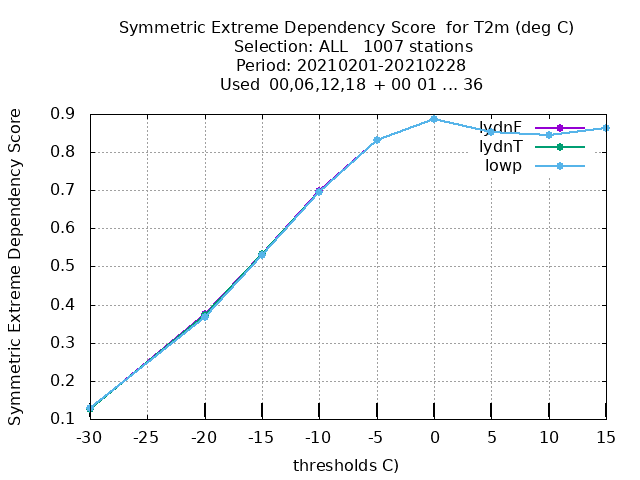 Symmetric Extreme Dependency Score for T2m (deg C)
Selection: ALL 1007 stations
Period: 20210201-20210228
Used 00,06,12,18 + 00 01 ... 36
Symmetric Extreme Dependency Score
0.9
0.8
0.7
0.6
0.5
0.4
0.3
0.2
0.1
lydnF
lydnT
lowp
-30 -25 -20 -15 -10 -5 0 5 10 15
thresholds C)